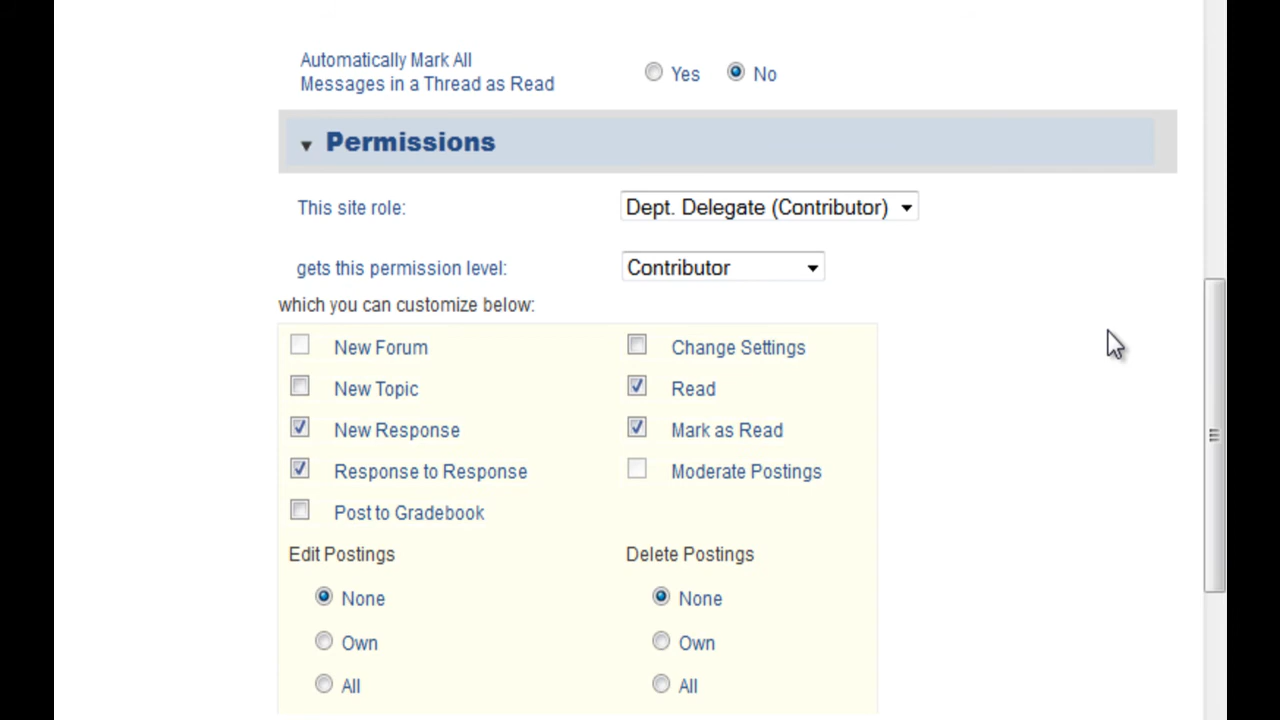 Automatically Mark All
Messages in a Thread as Read
Yes No
Permissions
This site role: Dept. Delegate (Contributor)
gets this permission level: Contributor
which you can customize below:
New Forum Change Settings
New Topic Read
New Response Mark as Read
Response to Response Moderate Postings
Post to Gradebook
Edit Postings Delete Postings
None None
Own Own
All All